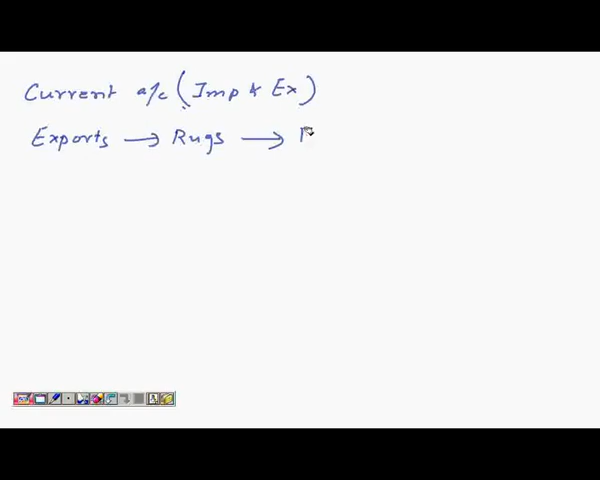 Current a/c (Imp & Ex)
Exports → Rugs →